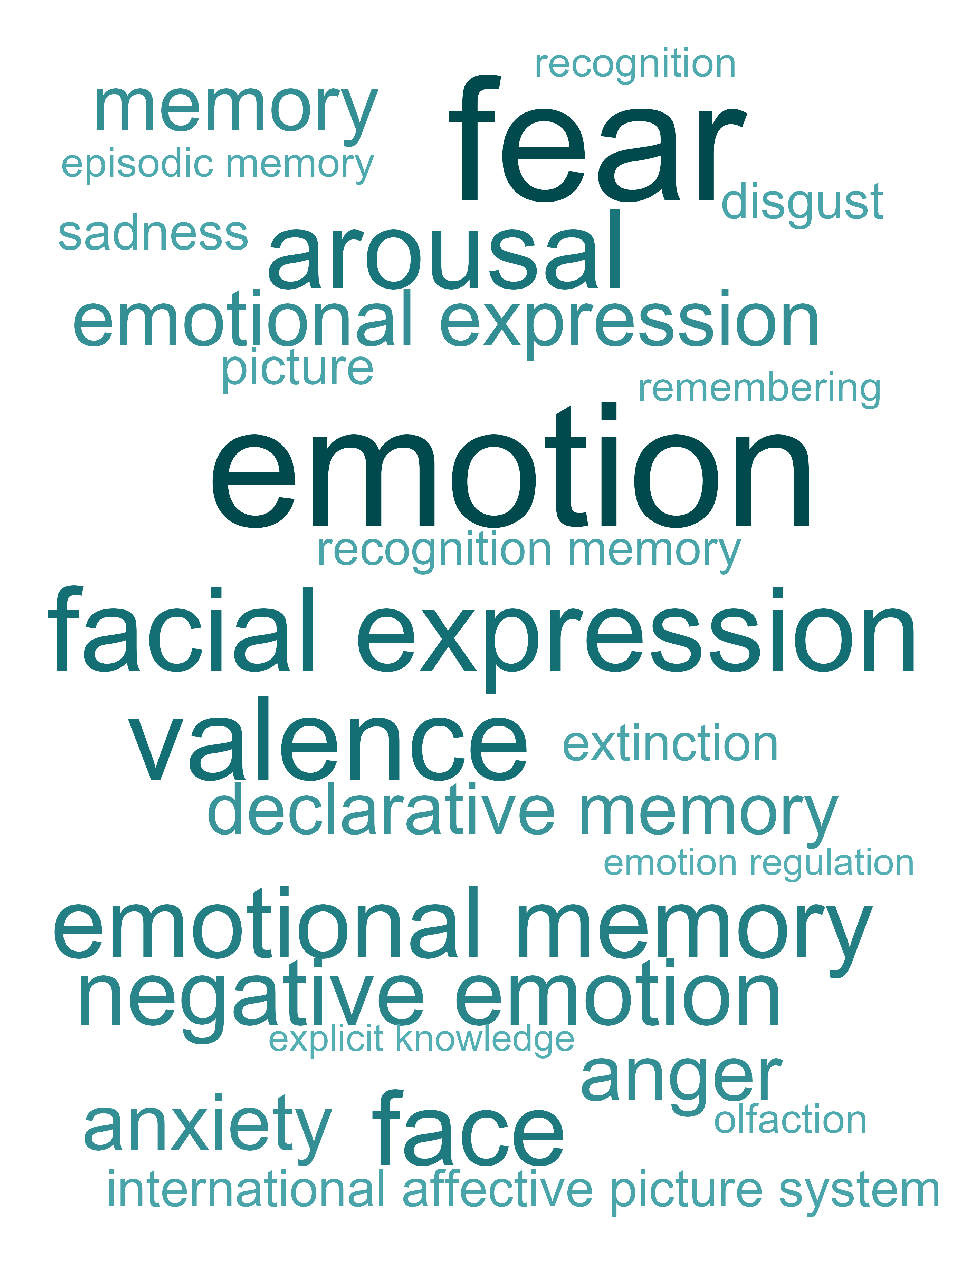 recognition
memory
fear
episodic memory
disgust
sadness
arousal
emotional expression
picture
remembering
emotion
recognition memory
facial expression
valence
extinction
declarative memory
emotion regulation
emotional memory
negative emotion
explicit knowledge
anger
anxiety
face
olfaction
international affective picture system